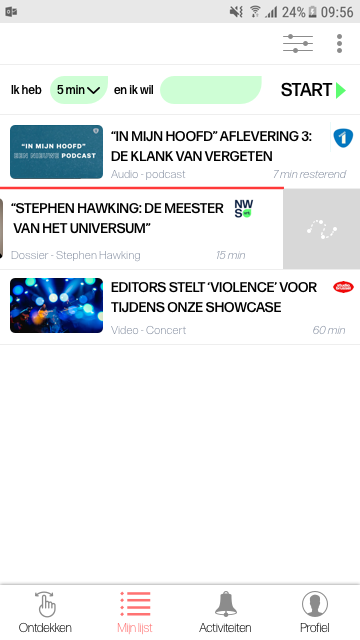 24% 09:56
Ik heb 5 min en ik wil START
"IN MIJN HOOFD"
EEN NIEUWE PODCAST
"IN MIJN HOOFD" AFLEVERING 3:
DE KLANK VAN VERGETEN
Audio - podcast 7 min resterend
1
"STEPHEN HAWKING: DE MEESTER
VAN HET UNIVERSUM"
NW
S
Dossier - Stephen Hawking 15 min
EDITORS STELT 'VIOLENCE' VOOR
TIJDENS ONZE SHOWCASE
Video - Concert 60 min
Ontdekken Mijn lijst Activiteiten Profiel